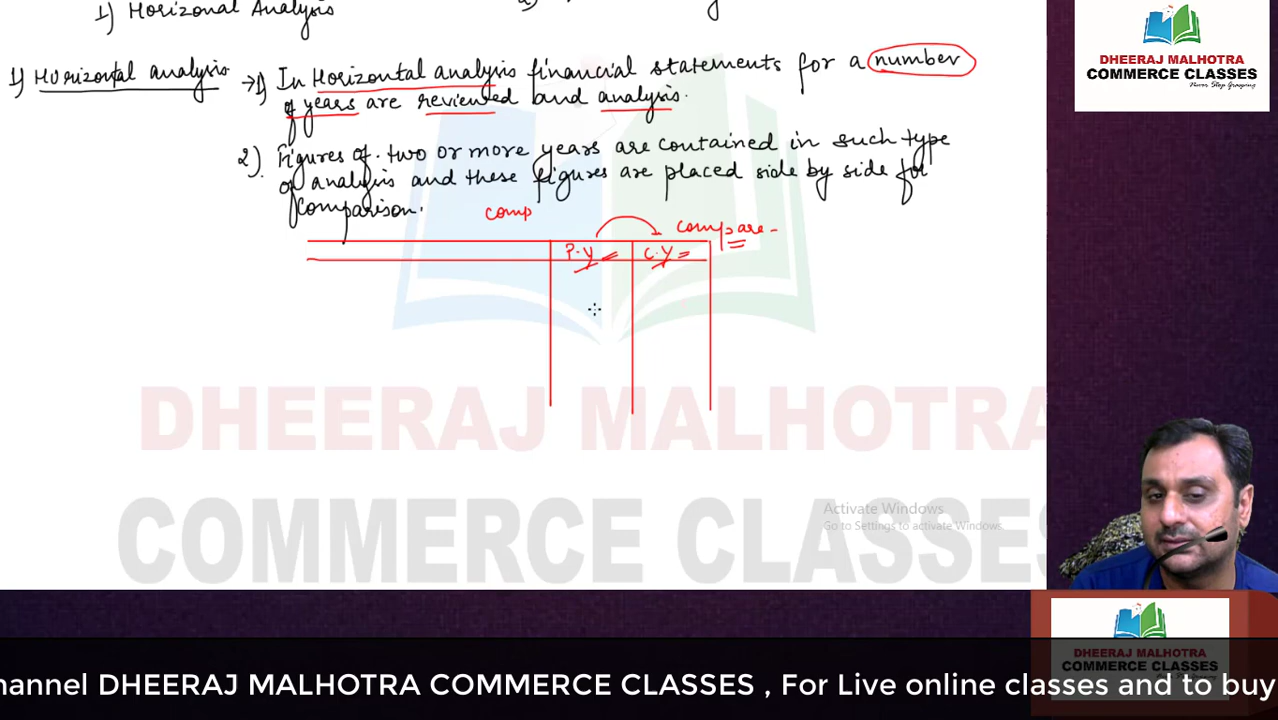 1) Horizonal Analysis
1) Horizontal analysis → 1) In Horizontal analysis financial statements for a number
of years are reviewed and analysis.
2). Figures of two or more years are contained in such type
of analysis and these figures are placed side by side for
comparison.
comp
compare-
P.Y C.Y
DHEERAJ MALHOTRA
COMMERCE CLASSES
Never Stop Grasping
DHEERAJ MALHOTRA
COMMERCE CLASSES
Activate Windows
Go to Settings to activate Windows.
DHEERAJ MALHOTRA
COMMERCE CLASSES
hannel DHEERAJ MALHOTRA COMMERCE CLASSES , For Live online classes and to buy